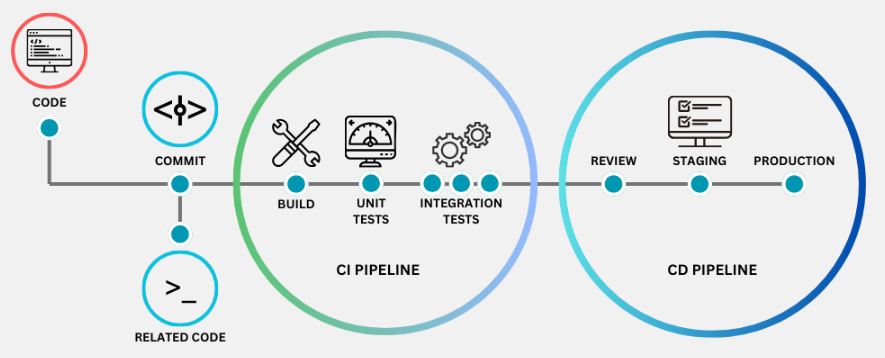 CODE
COMMIT
RELATED CODE
BUILD
UNIT
TESTS
INTEGRATION
TESTS
CI PIPELINE
REVIEW
STAGING
PRODUCTION
CD PIPELINE